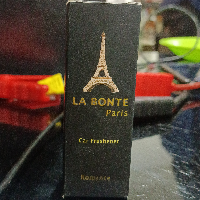 LA BONTE
Paris
Car Freshener
Romance